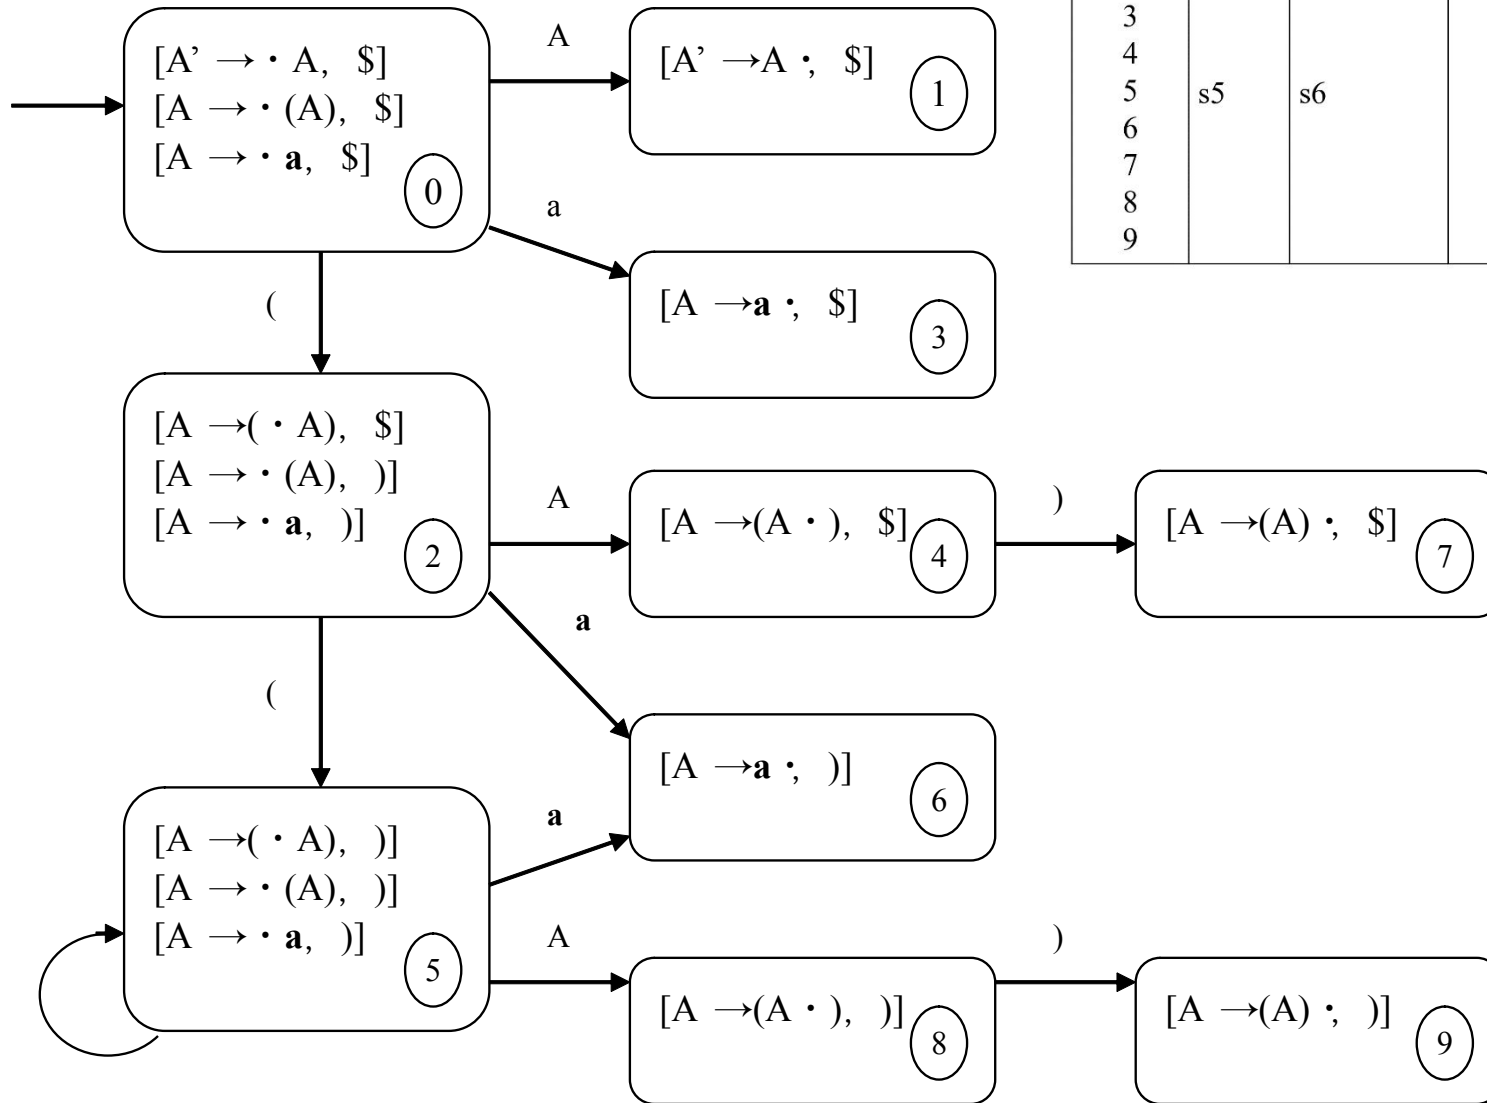 [A’ → · A, $]
[A → · (A), $]
[A → · a, $]
0
A
[A’ →A ·, $]
1
a
[A →a ·, $]
3
(
[A →( · A), $]
[A → · (A), )]
[A → · a, )]
2
A
[A →(A · ), $]
4
)
[A →(A) ·, $]
7
a
(
[A →a ·, )]
6
a
[A →( · A), )]
[A → · (A), )]
[A → · a, )]
5
A
[A →(A · ), )]
8
)
[A →(A) ·, )]
9
3
4
5 s5 s6
6
7
8
9